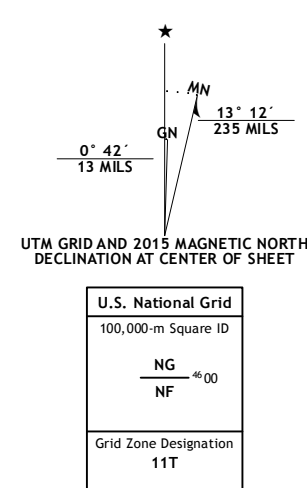 ★
MN
GN
13° 12´
235 MILS
0° 42´
13 MILS
UTM GRID AND 2015 MAGNETIC NORTH
DECLINATION AT CENTER OF SHEET
U.S. National Grid
100,000-m Square ID
NG
4600
NF
Grid Zone Designation
11T